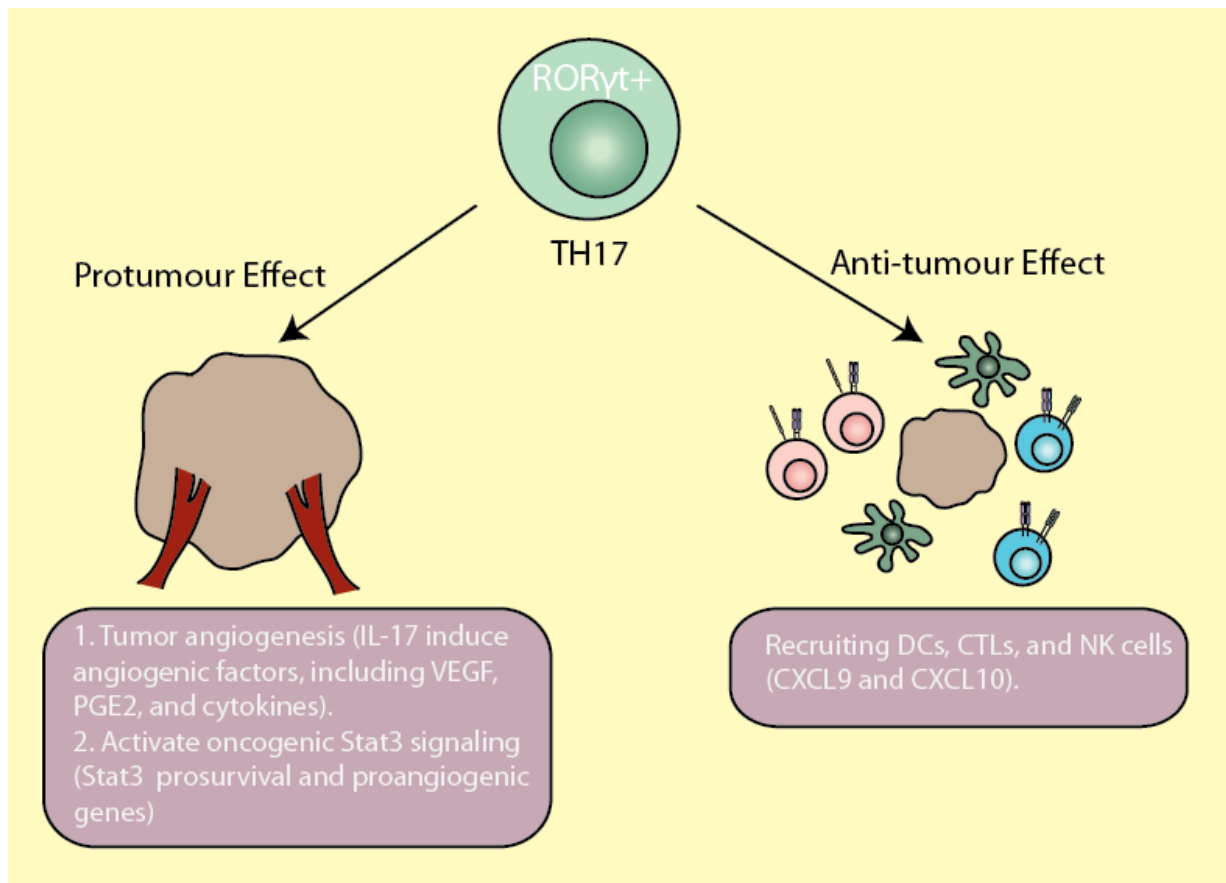 RORγt+
TH17
Protumour Effect
Anti-tumour Effect
1. Tumor angiogenesis (IL-17 induce
angiogenic factors, including VEGF,
PGE2, and cytokines).
2. Activate oncogenic Stat3 signaling
(Stat3  prosurvival and proangiogenic
genes)
Recruiting DCs, CTLs, and NK cells
(CXCL9 and CXCL10).